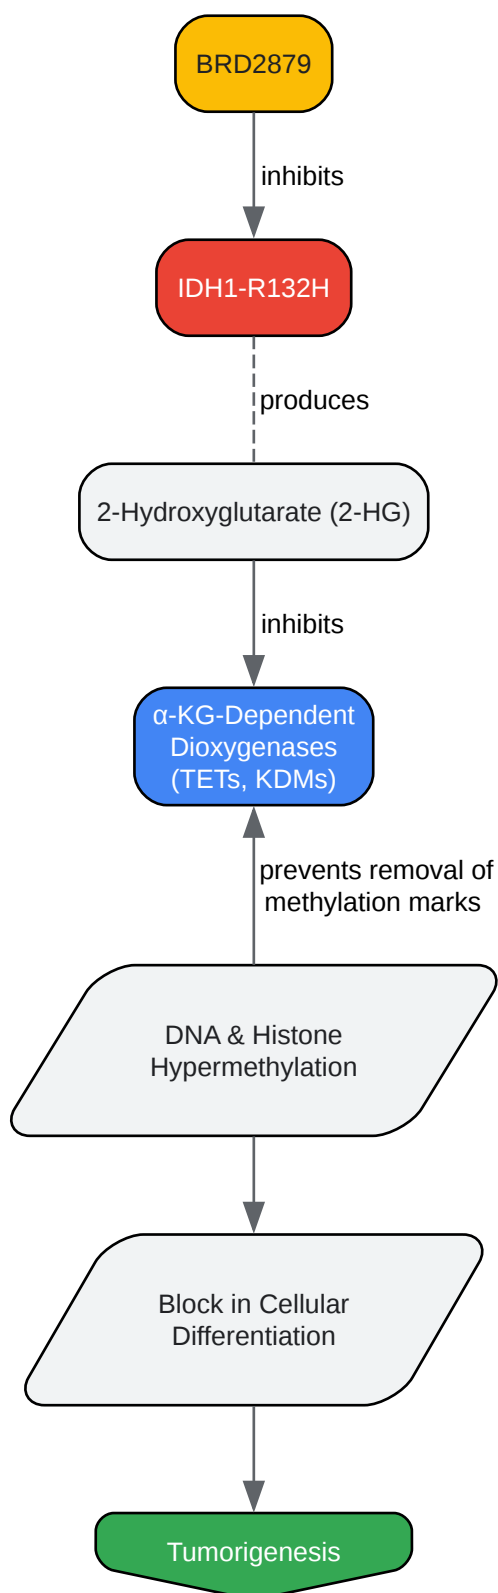 BRD2879
inhibits
IDH1-R132H
produces
2-Hydroxyglutarate (2-HG)
inhibits
α-KG-Dependent
Dioxygenases
(TETs, KDMs)
prevents removal of
methylation marks
DNA & Histone
Hypermethylation
Block in Cellular
Differentiation
Tumorigenesis